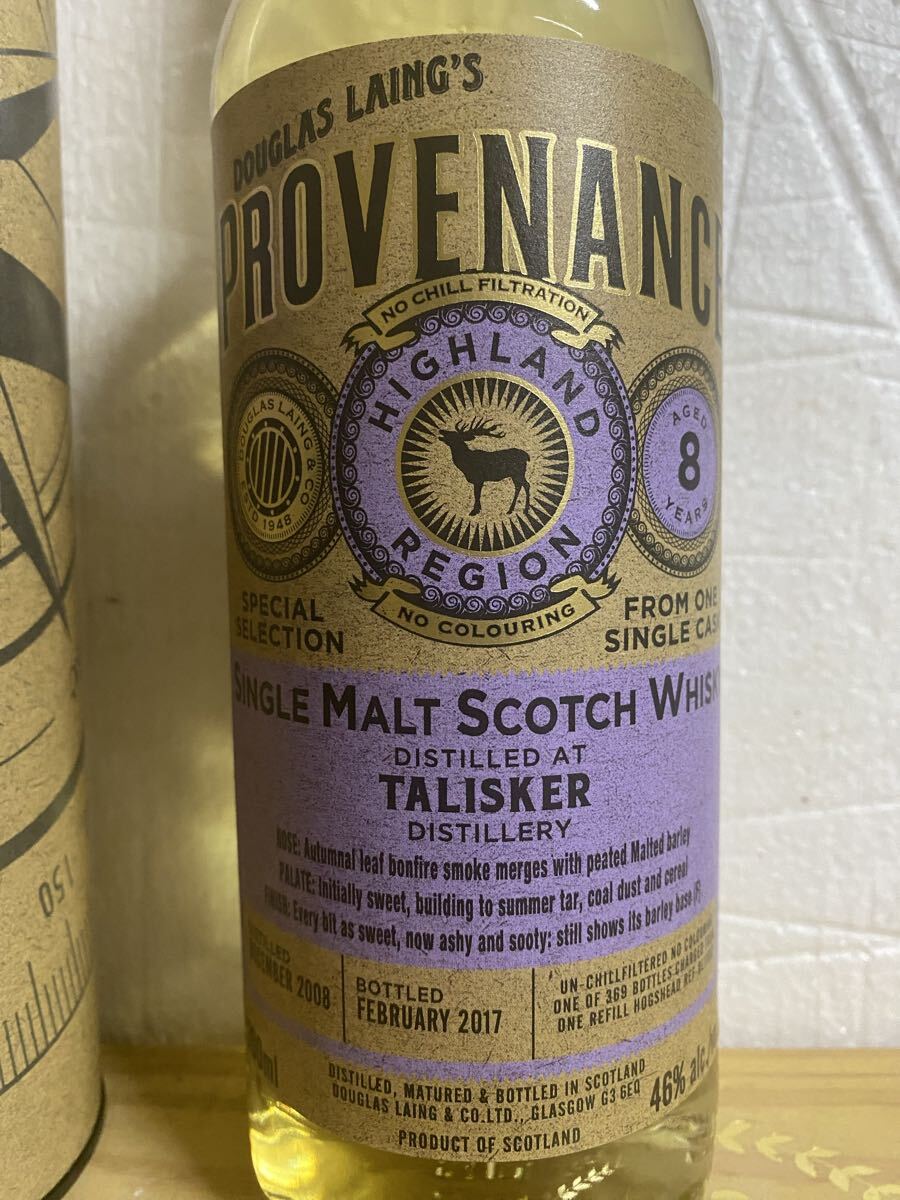 DOUGLAS LAING'S
PROVENANCE
NO CHILL FILTRATION
HIGHLAND
REGION
NO COLOURING
DOUGLAS LAING & CO
ESTD 1948
AGED
8
YEARS
SPECIAL
SELECTION
FROM ONE
SINGLE CAS
SINGLE MALT SCOTCH WHISK
DISTILLED AT
TALISKER
DISTILLERY
NOSE: Autumnal leaf bonfire smoke merges with peated Malted barley
PALATE: Initially sweet, building to summer tar, coal dust and cereal
FINISH: Every bit as sweet, now ashy and sooty: still shows its barley base (F)
2008
BOTTLED
FEBRUARY 2017
UN-CHILLFILTERED NO COLOURING
ONE OF 369 BOTTLES
ONE REFILL HOGSHEAD
ml
DISTILLED, MATURED & BOTTLED IN SCOTLAND
DOUGLAS LAING & CO.LTD., GLASGOW G3 6EQ
46% alc.
PRODUCT OF SCOTLAND
150